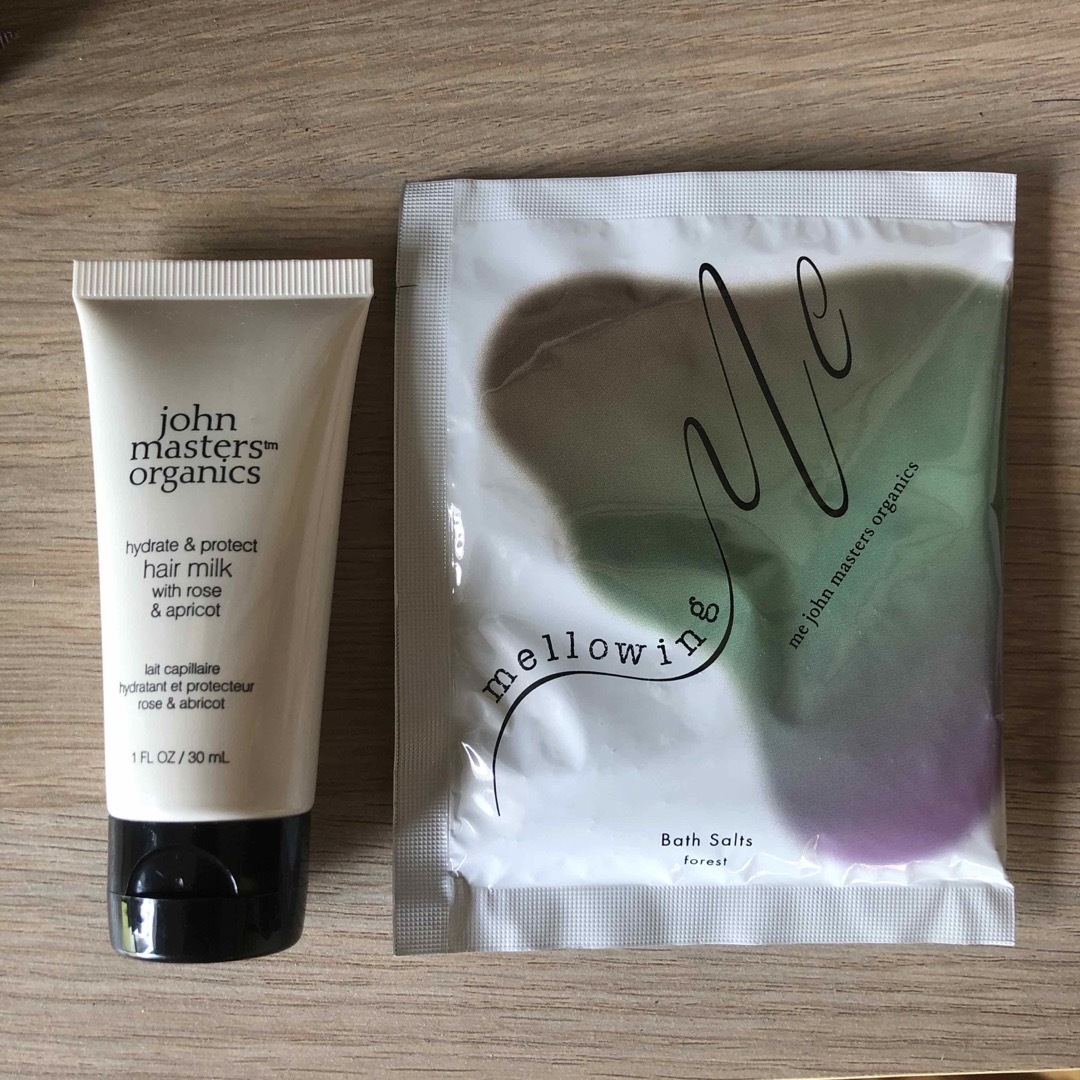 john
masters™
organics
hydrate & protect
hair milk
with rose
& apricot
lait capillaire
hydratant et protecteur
rose & abricot
1 FL OZ / 30 mL
mellowing
Me
me john masters organics
Bath Salts
forest